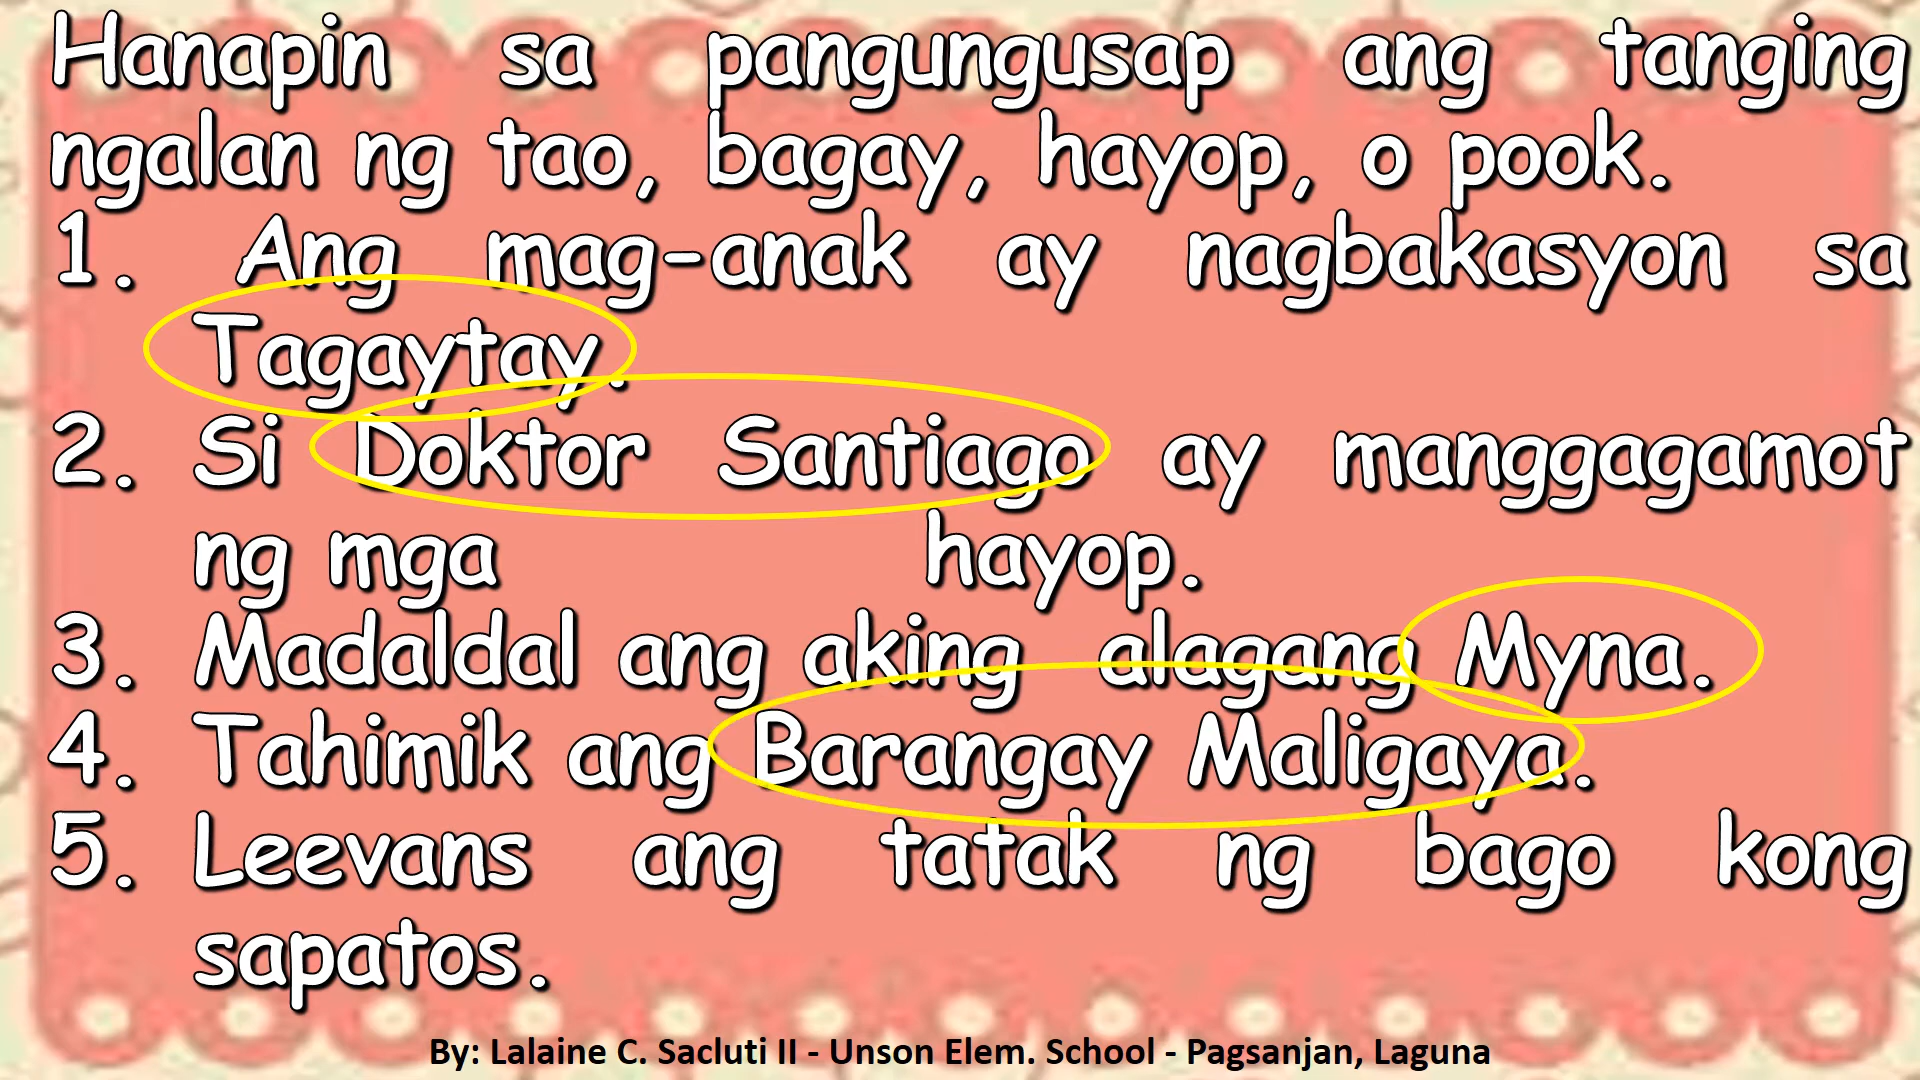 Hanapin sa pangungusap ang tanging
ngalan ng tao, bagay, hayop, o pook.
1. Ang mag-anak ay nagbakasyon sa
Tagaytay.
2. Si Doktor Santiago ay manggagamot
ng mga hayop.
3. Madaldal ang aking alagang Myna.
4. Tahimik ang Barangay Maligaya.
5. Leevans ang tatak ng bago kong
sapatos.
By: Lalaine C. Sacluti II - Unson Elem. School - Pagsanjan, Laguna